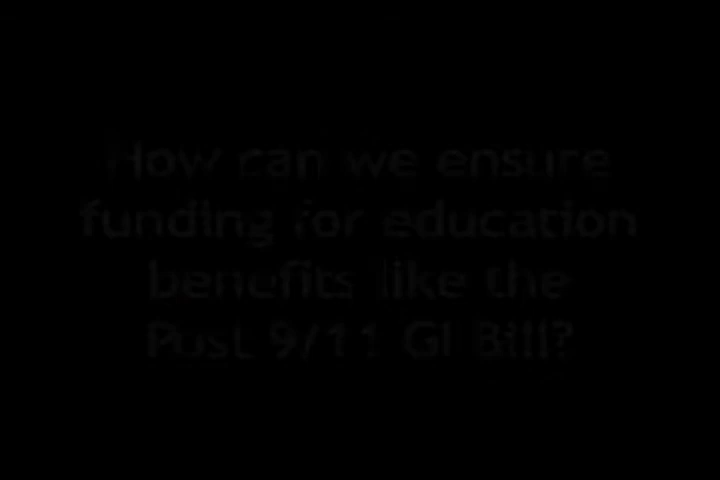 How can we ensure
funding for education
benefits like the
Post 9/11 GI Bill?